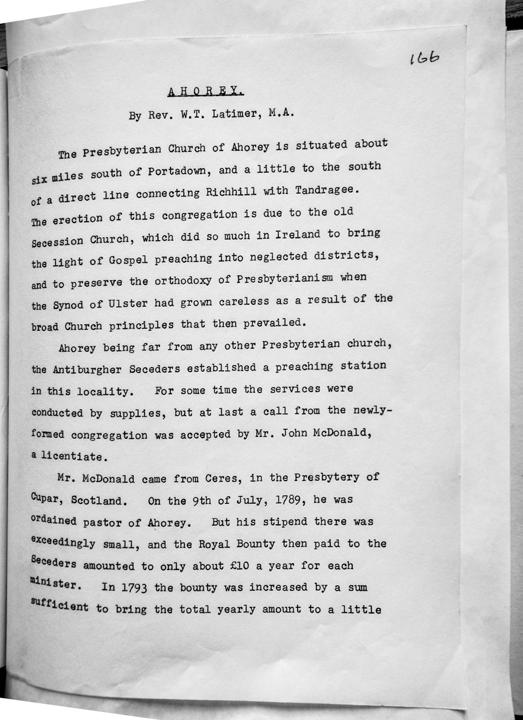 166
AHOREY.
By Rev. W.T. Latimer, M.A.
The Presbyterian Church of Ahorey is situated about
six miles south of Portadown, and a little to the south
of a direct line connecting Richhill with Tandragee.
The erection of this congregation is due to the old
Secession Church, which did so much in Ireland to bring
the light of Gospel preaching into neglected districts,
and to preserve the orthodoxy of Presbyterianism when
the Synod of Ulster had grown careless as a result of the
broad Church principles that then prevailed.
Ahorey being far from any other Presbyterian church,
the Antiburgher Seceders established a preaching station
in this locality. For some time the services were
conducted by supplies, but at last a call from the newly-
formed congregation was accepted by Mr. John McDonald,
a licentiate.
Mr. McDonald came from Ceres, in the Presbytery of
Cupar, Scotland. On the 9th of July, 1789, he was
ordained pastor of Ahorey. But his stipend there was
exceedingly small, and the Royal Bounty then paid to the
Seceders amounted to only about £10 a year for each
minister. In 1793 the bounty was increased by a sum
sufficient to bring the total yearly amount to a little